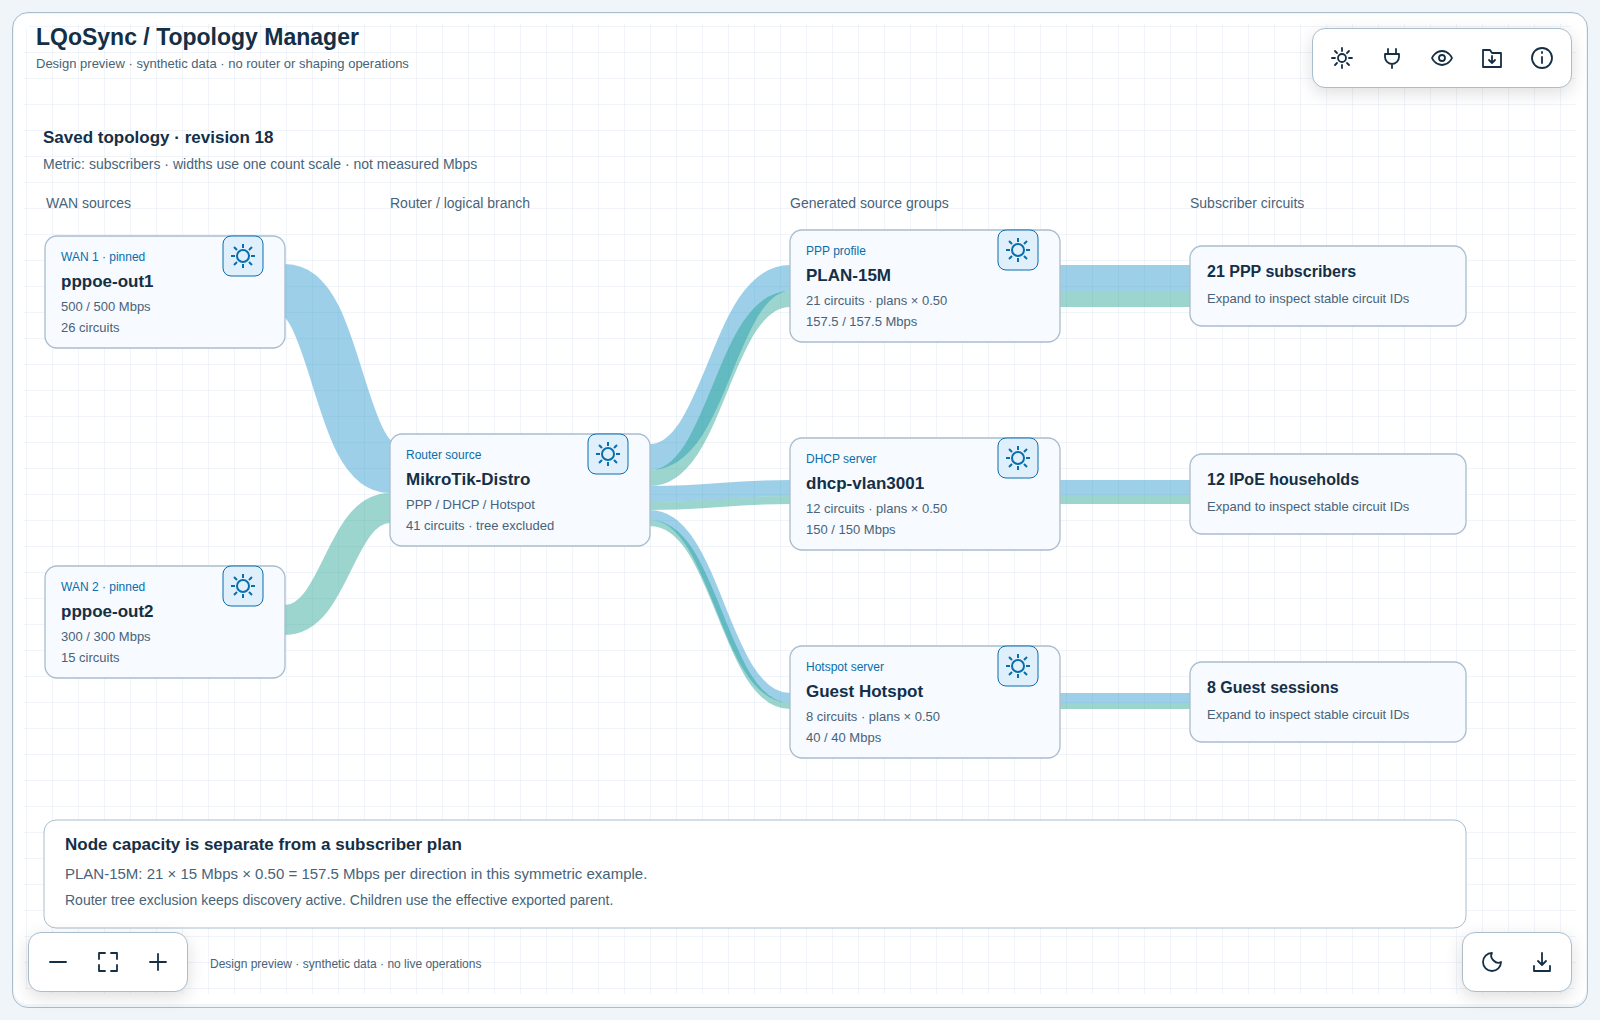 LQoSync / Topology Manager
Design preview · synthetic data · no router or shaping operations
Saved topology · revision 18
Metric: subscribers · widths use one count scale · not measured Mbps
WAN sources
Router / logical branch
Generated source groups
Subscriber circuits
WAN 1 · pinned
pppoe-out1
500 / 500 Mbps
26 circuits
WAN 2 · pinned
pppoe-out2
300 / 300 Mbps
15 circuits
Router source
MikroTik-Distro
PPP / DHCP / Hotspot
41 circuits · tree excluded
PPP profile
PLAN-15M
21 circuits · plans × 0.50
157.5 / 157.5 Mbps
DHCP server
dhcp-vlan3001
12 circuits · plans × 0.50
150 / 150 Mbps
Hotspot server
Guest Hotspot
8 circuits · plans × 0.50
40 / 40 Mbps
21 PPP subscribers
Expand to inspect stable circuit IDs
12 IPoE households
Expand to inspect stable circuit IDs
8 Guest sessions
Expand to inspect stable circuit IDs
Node capacity is separate from a subscriber plan
PLAN-15M: 21 × 15 Mbps × 0.50 = 157.5 Mbps per direction in this symmetric example.
Router tree exclusion keeps discovery active. Children use the effective exported parent.
Design preview · synthetic data · no live operations